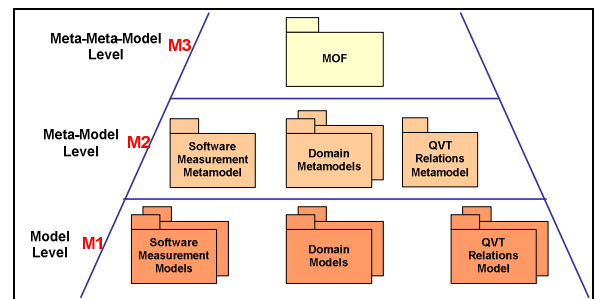 Meta-Meta-Model
Level
M3
MOF
Meta-Model
Level
M2
Software
Measurement
Metamodel
Domain
Metamodels
QVT
Relations
Metamodel
Model
Level
M1
Software
Measurement
Models
Domain
Models
QVT
Relations
Model